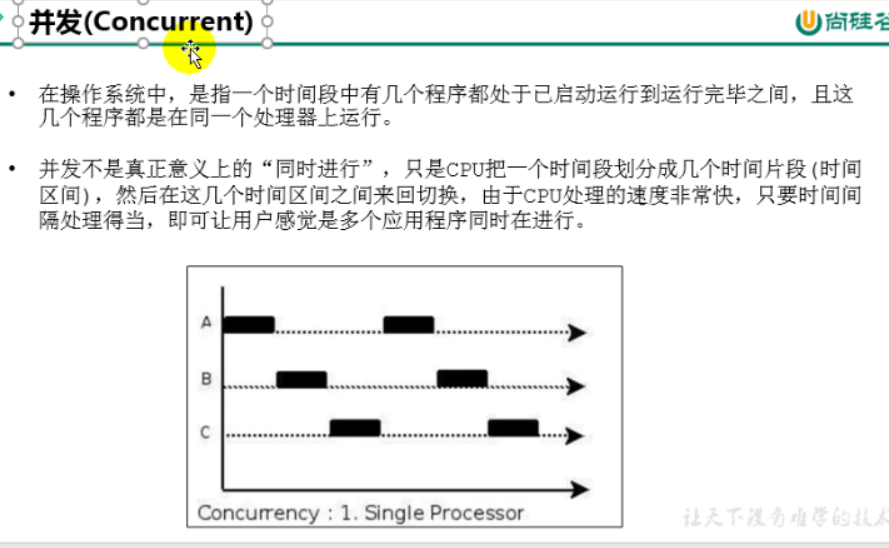 并发(Concurrent)
尚硅谷
• 在操作系统中，是指一个时间段中有几个程序都处于已启动运行到运行完毕之间，且这
几个程序都是在同一个处理器上运行。
• 并发不是真正意义上的“同时进行”，只是CPU把一个时间段划分成几个时间片段(时间
区间)，然后在这几个时间区间之间来回切换，由于CPU处理的速度非常快，只要时间间
隔处理得当，即可让用户感觉是多个应用程序同时在进行。
A
B
C
Concurrency : 1. Single Processor
让天下没有难学的技术